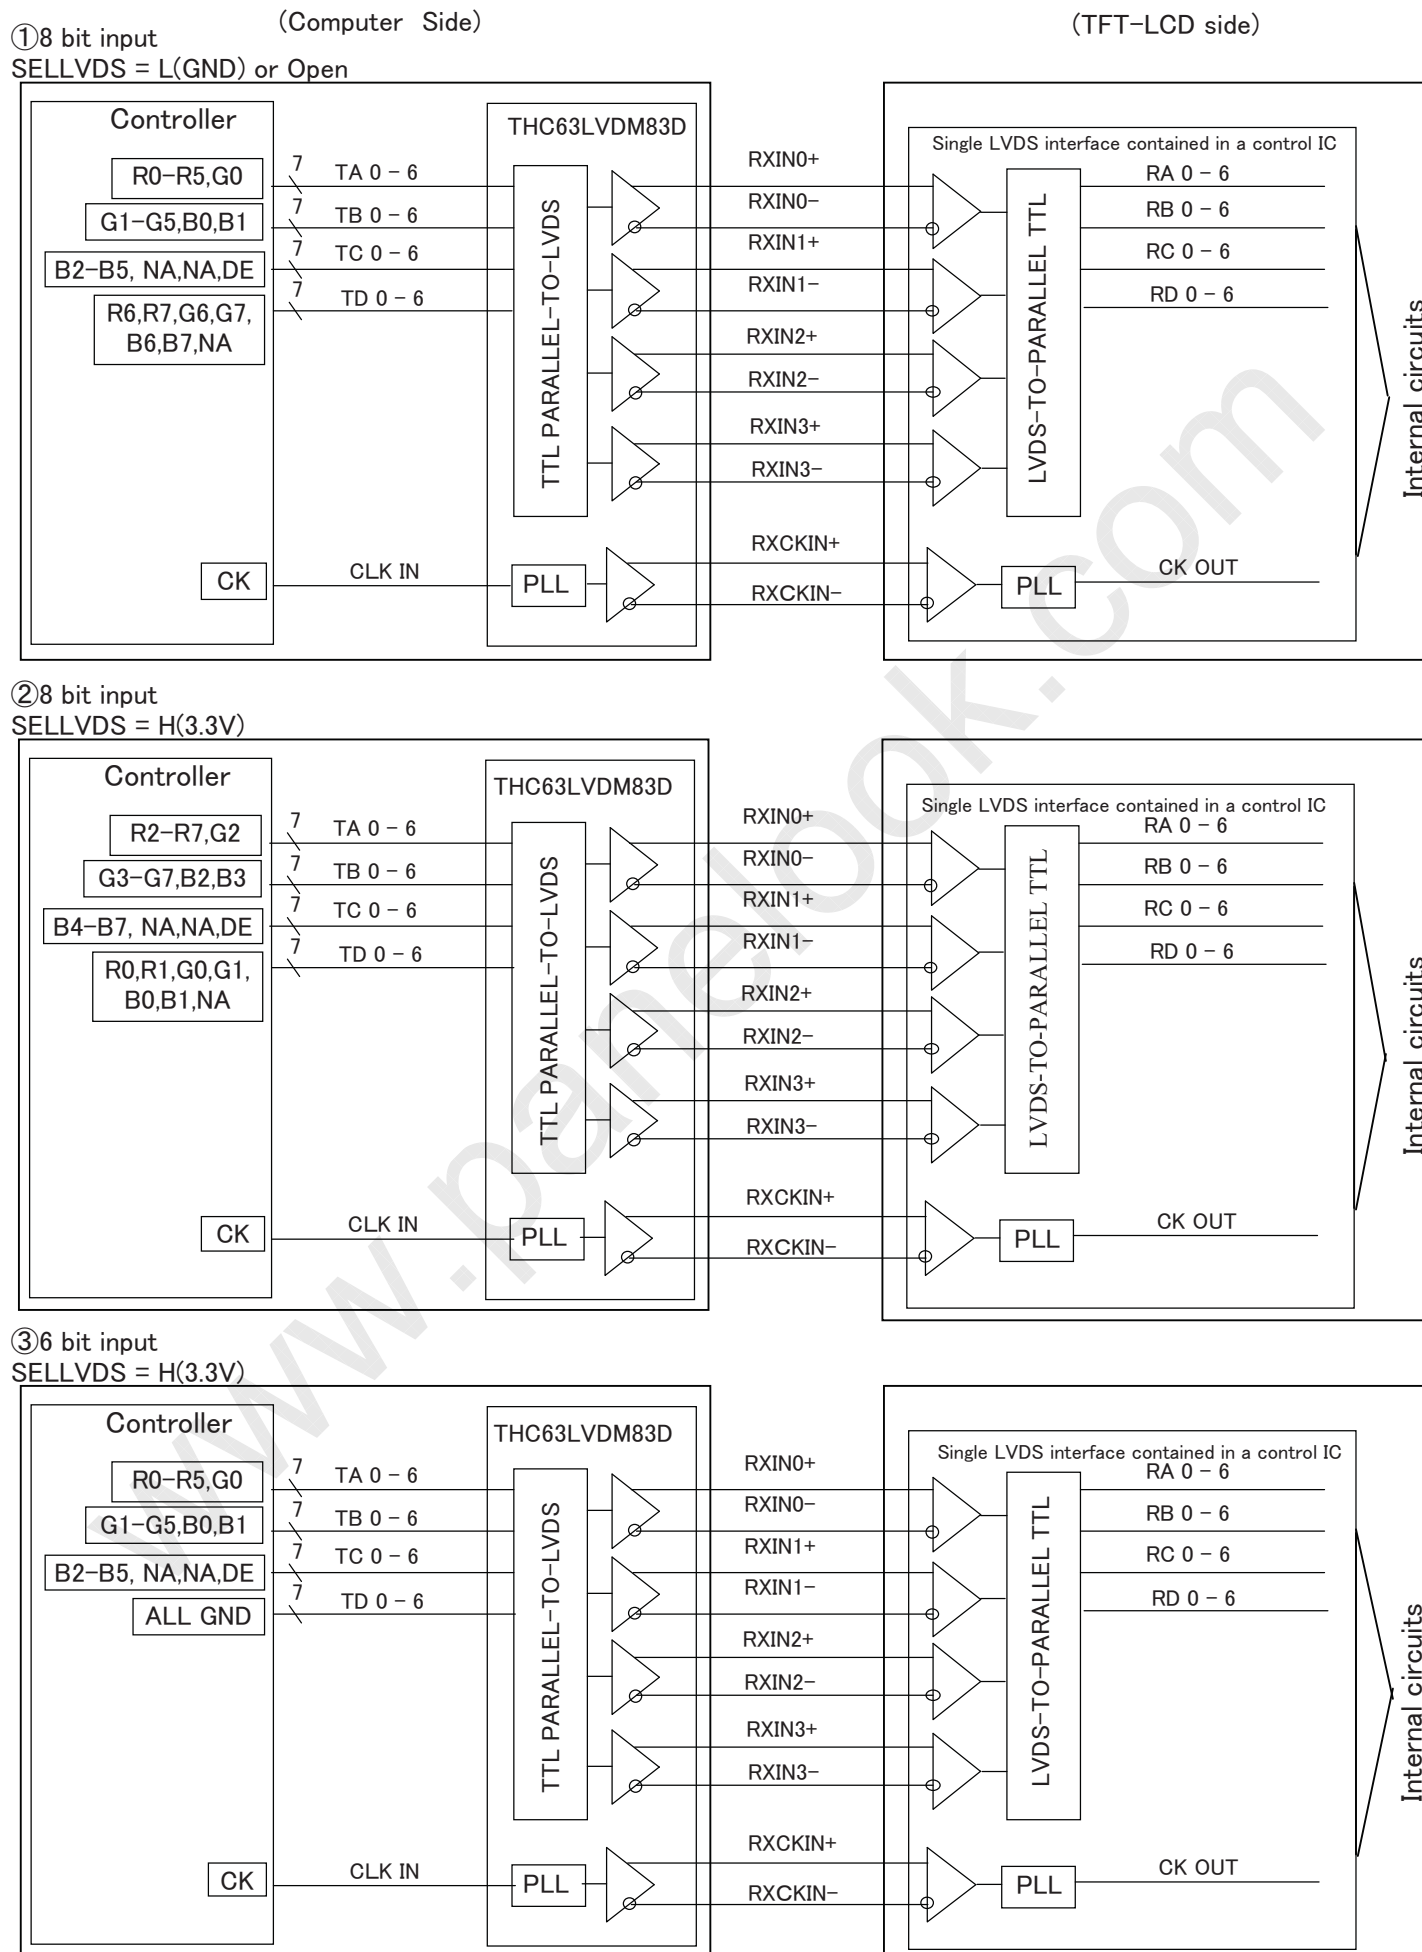 (Computer Side)
(TFT-LCD side)
①8 bit input
SELLVDS = L(GND) or Open
Controller
THC63LVDM83D
Single LVDS interface contained in a control IC
R0-R5,G0
7
TA 0 - 6
RXIN0+
RA 0 - 6
G1-G5,B0,B1
7
TB 0 - 6
RXIN0-
RB 0 - 6
B2-B5, NA,NA,DE
7
TC 0 - 6
RXIN1+
RC 0 - 6
R6,R7,G6,G7,
B6,B7,NA
7
TD 0 - 6
RXIN1-
RD 0 - 6
TTL PARALLEL-TO-LVDS
LVDS-TO-PARALLEL TTL
RXIN2+
RXIN2-
RXIN3+
RXIN3-
Internal circuits
CK
CLK IN
PLL
RXCKIN+
RXCKIN-
PLL
CK OUT
②8 bit input
SELLVDS = H(3.3V)
Controller
THC63LVDM83D
Single LVDS interface contained in a control IC
R2-R7,G2
7
TA 0 - 6
RXIN0+
RA 0 - 6
G3-G7,B2,B3
7
TB 0 - 6
RXIN0-
RB 0 - 6
B4-B7, NA,NA,DE
7
TC 0 - 6
RXIN1+
RC 0 - 6
R0,R1,G0,G1,
B0,B1,NA
7
TD 0 - 6
RXIN1-
RD 0 - 6
TTL PARALLEL-TO-LVDS
LVDS-TO-PARALLEL TTL
RXIN2+
RXIN2-
RXIN3+
RXIN3-
Internal circuits
CK
CLK IN
PLL
RXCKIN+
RXCKIN-
PLL
CK OUT
③6 bit input
SELLVDS = H(3.3V)
Controller
THC63LVDM83D
Single LVDS interface contained in a control IC
R0-R5,G0
7
TA 0 - 6
RXIN0+
RA 0 - 6
G1-G5,B0,B1
7
TB 0 - 6
RXIN0-
RB 0 - 6
B2-B5, NA,NA,DE
7
TC 0 - 6
RXIN1+
RC 0 - 6
ALL GND
7
TD 0 - 6
RXIN1-
RD 0 - 6
TTL PARALLEL-TO-LVDS
LVDS-TO-PARALLEL TTL
RXIN2+
RXIN2-
RXIN3+
RXIN3-
Internal circuits
CK
CLK IN
PLL
RXCKIN+
RXCKIN-
PLL
CK OUT
www.panelook.com